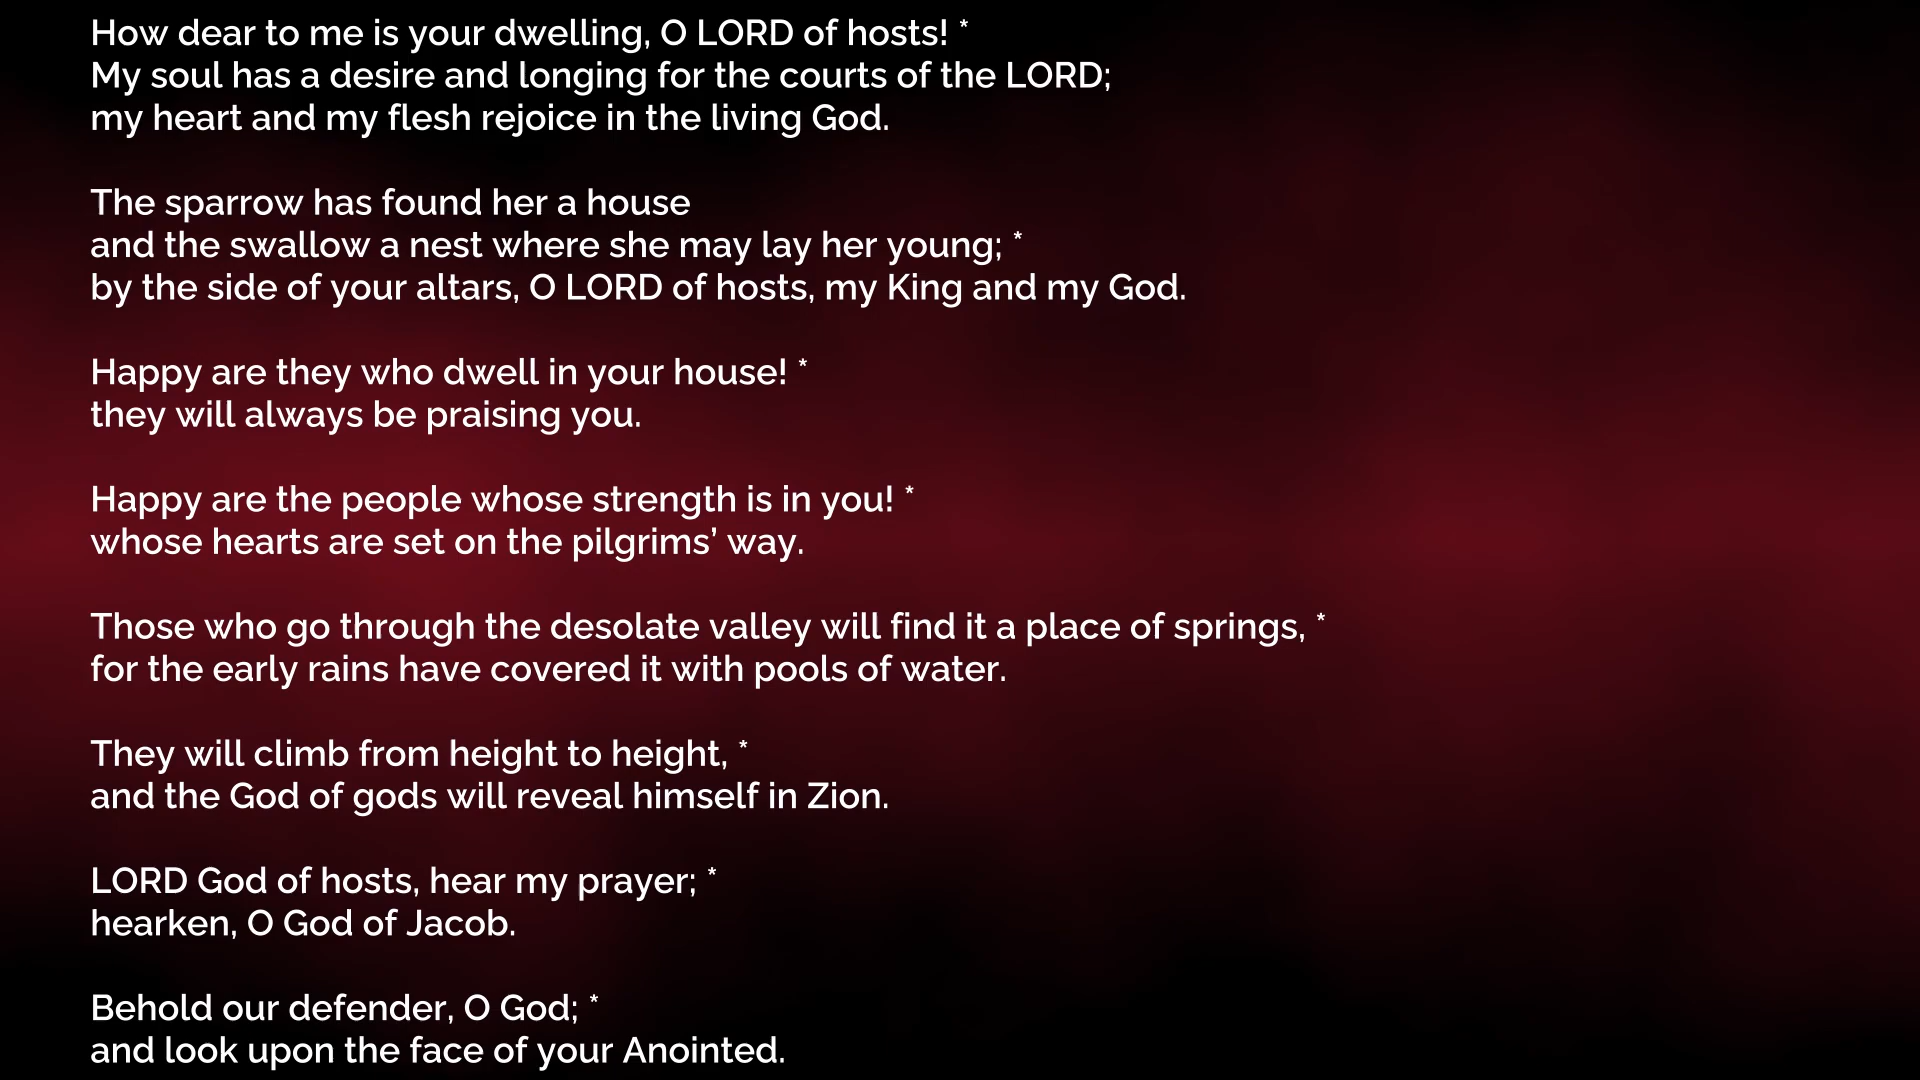 How dear to me is your dwelling, O LORD of hosts! *
My soul has a desire and longing for the courts of the LORD;
my heart and my flesh rejoice in the living God.
The sparrow has found her a house
and the swallow a nest where she may lay her young; *
by the side of your altars, O LORD of hosts, my King and my God.
Happy are they who dwell in your house! *
they will always be praising you.
Happy are the people whose strength is in you! *
whose hearts are set on the pilgrims’ way.
Those who go through the desolate valley will find it a place of springs, *
for the early rains have covered it with pools of water.
They will climb from height to height, *
and the God of gods will reveal himself in Zion.
LORD God of hosts, hear my prayer; *
hearken, O God of Jacob.
Behold our defender, O God; *
and look upon the face of your Anointed.